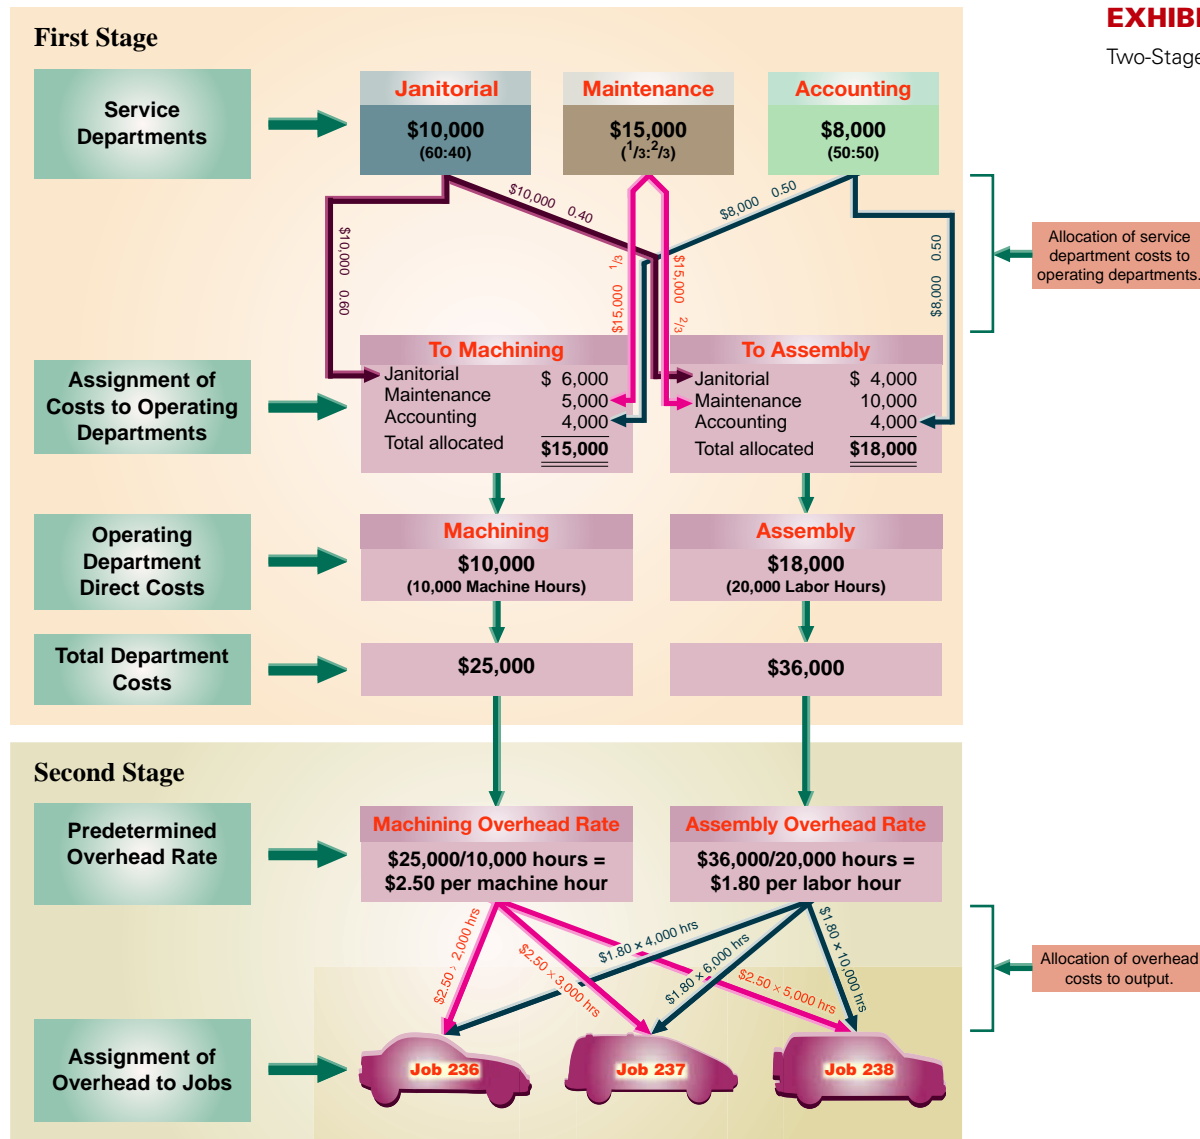 EXHIBI
Two-Stage
First Stage
Service
Departments
Janitorial
$10,000
(60:40)
Maintenance
$15,000
(1/3:2/3)
Accounting
$8,000
(50:50)
$10,000 0.60
$10,000 0.40
$15,000 1/3
$15,000 2/3
$8,000 0.50
$8,000 0.50
Allocation of service
department costs to
operating departments.
Assignment of
Costs to Operating
Departments
To Machining
Janitorial $ 6,000
Maintenance 5,000
Accounting 4,000
Total allocated $15,000
To Assembly
Janitorial $ 4,000
Maintenance 10,000
Accounting 4,000
Total allocated $18,000
Operating
Department
Direct Costs
Machining
$10,000
(10,000 Machine Hours)
Assembly
$18,000
(20,000 Labor Hours)
Total Department
Costs
$25,000
$36,000
Second Stage
Predetermined
Overhead Rate
Machining Overhead Rate
$25,000/10,000 hours =
$2.50 per machine hour
Assembly Overhead Rate
$36,000/20,000 hours =
$1.80 per labor hour
$2.50 × 2,000 hrs
$2.50 × 3,000 hrs
$1.80 × 4,000 hrs
$1.80 × 6,000 hrs
$2.50 × 5,000 hrs
$1.80 × 10,000 hrs
Allocation of overhead
costs to output.
Assignment of
Overhead to Jobs
Job 236
Job 237
Job 238